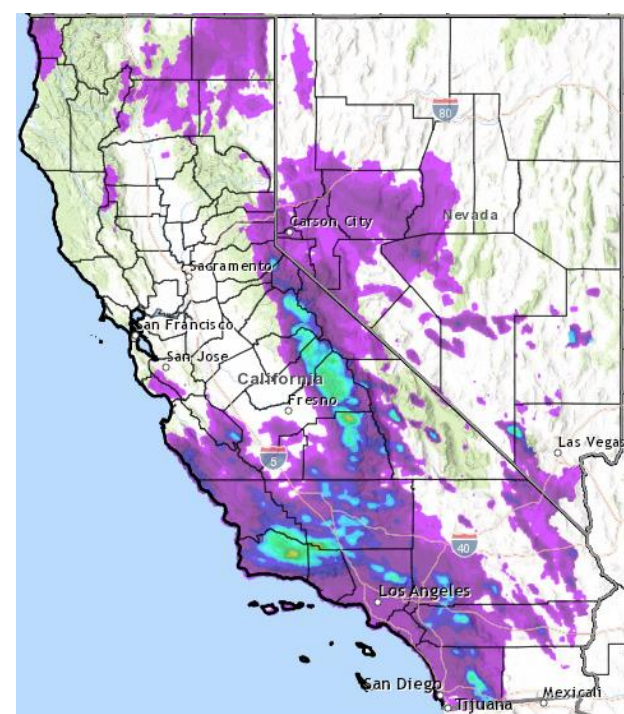 80
Carson City
Nevada
Sacramento
San Francisco
San Jose
California
Fresno
5
Las Vegas
40
Los Angeles
San Diego
Tijuana
Mexicali